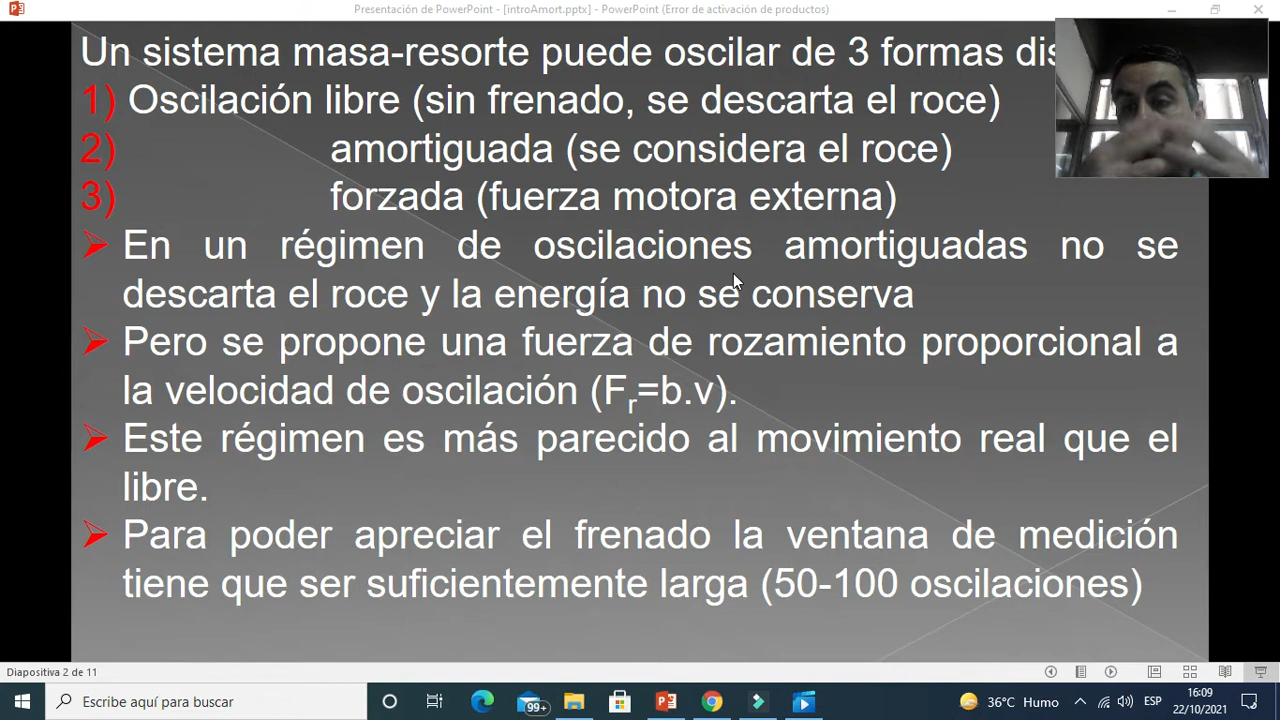 Presentación de PowerPoint - [introAmort.pptx] - PowerPoint (Error de activación de productos)
Un sistema masa-resorte puede oscilar de 3 formas
1) Oscilación libre (sin frenado, se descarta el roce)
2) amortiguada (se considera el roce)
3) forzada (fuerza motora externa)
En un régimen de oscilaciones amortiguadas no se
descarta el roce y la energía no se conserva
Pero se propone una fuerza de rozamiento proporcional a
la velocidad de oscilación (Fr=b.v).
Este régimen es más parecido al movimiento real que el
libre.
Para poder apreciar el frenado la ventana de medición
tiene que ser suficientemente larga (50-100 oscilaciones)
Diapositiva 2 de 11
Escribe aquí para buscar
99+
36°C Humo
ESP
16:09
22/10/2021